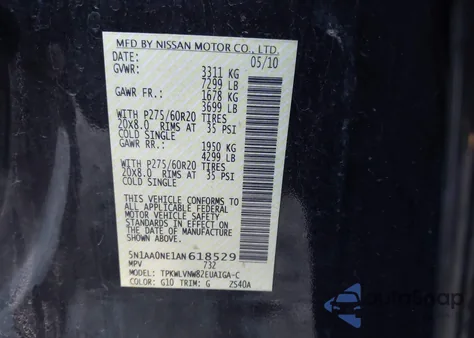 MFD BY NISSAN MOTOR CO., LTD.
DATE: 05/10
GVWR: 3311 KG
7299 LB
GAWR FR.: 1678 KG
3699 LB
WITH P275/60R20 TIRES
20X8.0 RIMS AT 35 PSI
COLD SINGLE
GAWR RR.: 1950 KG
4299 LB
WITH P275/60R20 TIRES
20X8.0 RIMS AT 35 PSI
COLD SINGLE
THIS VEHICLE CONFORMS TO
ALL APPLICABLE FEDERAL
MOTOR VEHICLE SAFETY
STANDARDS IN EFFECT ON
THE DATE OF MANUFACTURE
SHOWN ABOVE.
5N1AA0NE1AN618529
MPV 732
MODEL: TPKWLVNW82EUAIGA-C
COLOR: G10 TRIM: G ZS40A
autosoap